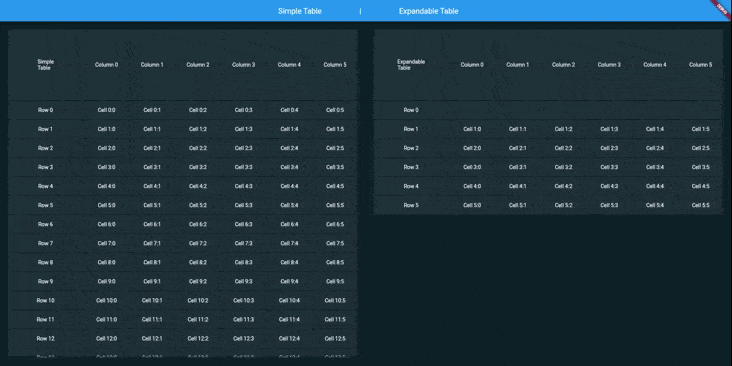 Simple Table | Expandable Table
DEBUG
Simple
Table Column 0 Column 1 Column 2 Column 3 Column 4 Column 5
Row 0 Cell 0:0 Cell 0:1 Cell 0:2 Cell 0:3 Cell 0:4 Cell 0:5
Row 1 Cell 1:0 Cell 1:1 Cell 1:2 Cell 1:3 Cell 1:4 Cell 1:5
Row 2 Cell 2:0 Cell 2:1 Cell 2:2 Cell 2:3 Cell 2:4 Cell 2:5
Row 3 Cell 3:0 Cell 3:1 Cell 3:2 Cell 3:3 Cell 3:4 Cell 3:5
Row 4 Cell 4:0 Cell 4:1 Cell 4:2 Cell 4:3 Cell 4:4 Cell 4:5
Row 5 Cell 5:0 Cell 5:1 Cell 5:2 Cell 5:3 Cell 5:4 Cell 5:5
Row 6 Cell 6:0 Cell 6:1 Cell 6:2 Cell 6:3 Cell 6:4 Cell 6:5
Row 7 Cell 7:0 Cell 7:1 Cell 7:2 Cell 7:3 Cell 7:4 Cell 7:5
Row 8 Cell 8:0 Cell 8:1 Cell 8:2 Cell 8:3 Cell 8:4 Cell 8:5
Row 9 Cell 9:0 Cell 9:1 Cell 9:2 Cell 9:3 Cell 9:4 Cell 9:5
Row 10 Cell 10:0 Cell 10:1 Cell 10:2 Cell 10:3 Cell 10:4 Cell 10:5
Row 11 Cell 11:0 Cell 11:1 Cell 11:2 Cell 11:3 Cell 11:4 Cell 11:5
Row 12 Cell 12:0 Cell 12:1 Cell 12:2 Cell 12:3 Cell 12:4 Cell 12:5
Expandable
Table Column 0 Column 1 Column 2 Column 3 Column 4 Column 5
Row 0
Row 1 Cell 1:0 Cell 1:1 Cell 1:2 Cell 1:3 Cell 1:4 Cell 1:5
Row 2 Cell 2:0 Cell 2:1 Cell 2:2 Cell 2:3 Cell 2:4 Cell 2:5
Row 3 Cell 3:0 Cell 3:1 Cell 3:2 Cell 3:3 Cell 3:4 Cell 3:5
Row 4 Cell 4:0 Cell 4:1 Cell 4:2 Cell 4:3 Cell 4:4 Cell 4:5
Row 5 Cell 5:0 Cell 5:1 Cell 5:2 Cell 5:3 Cell 5:4 Cell 5:5